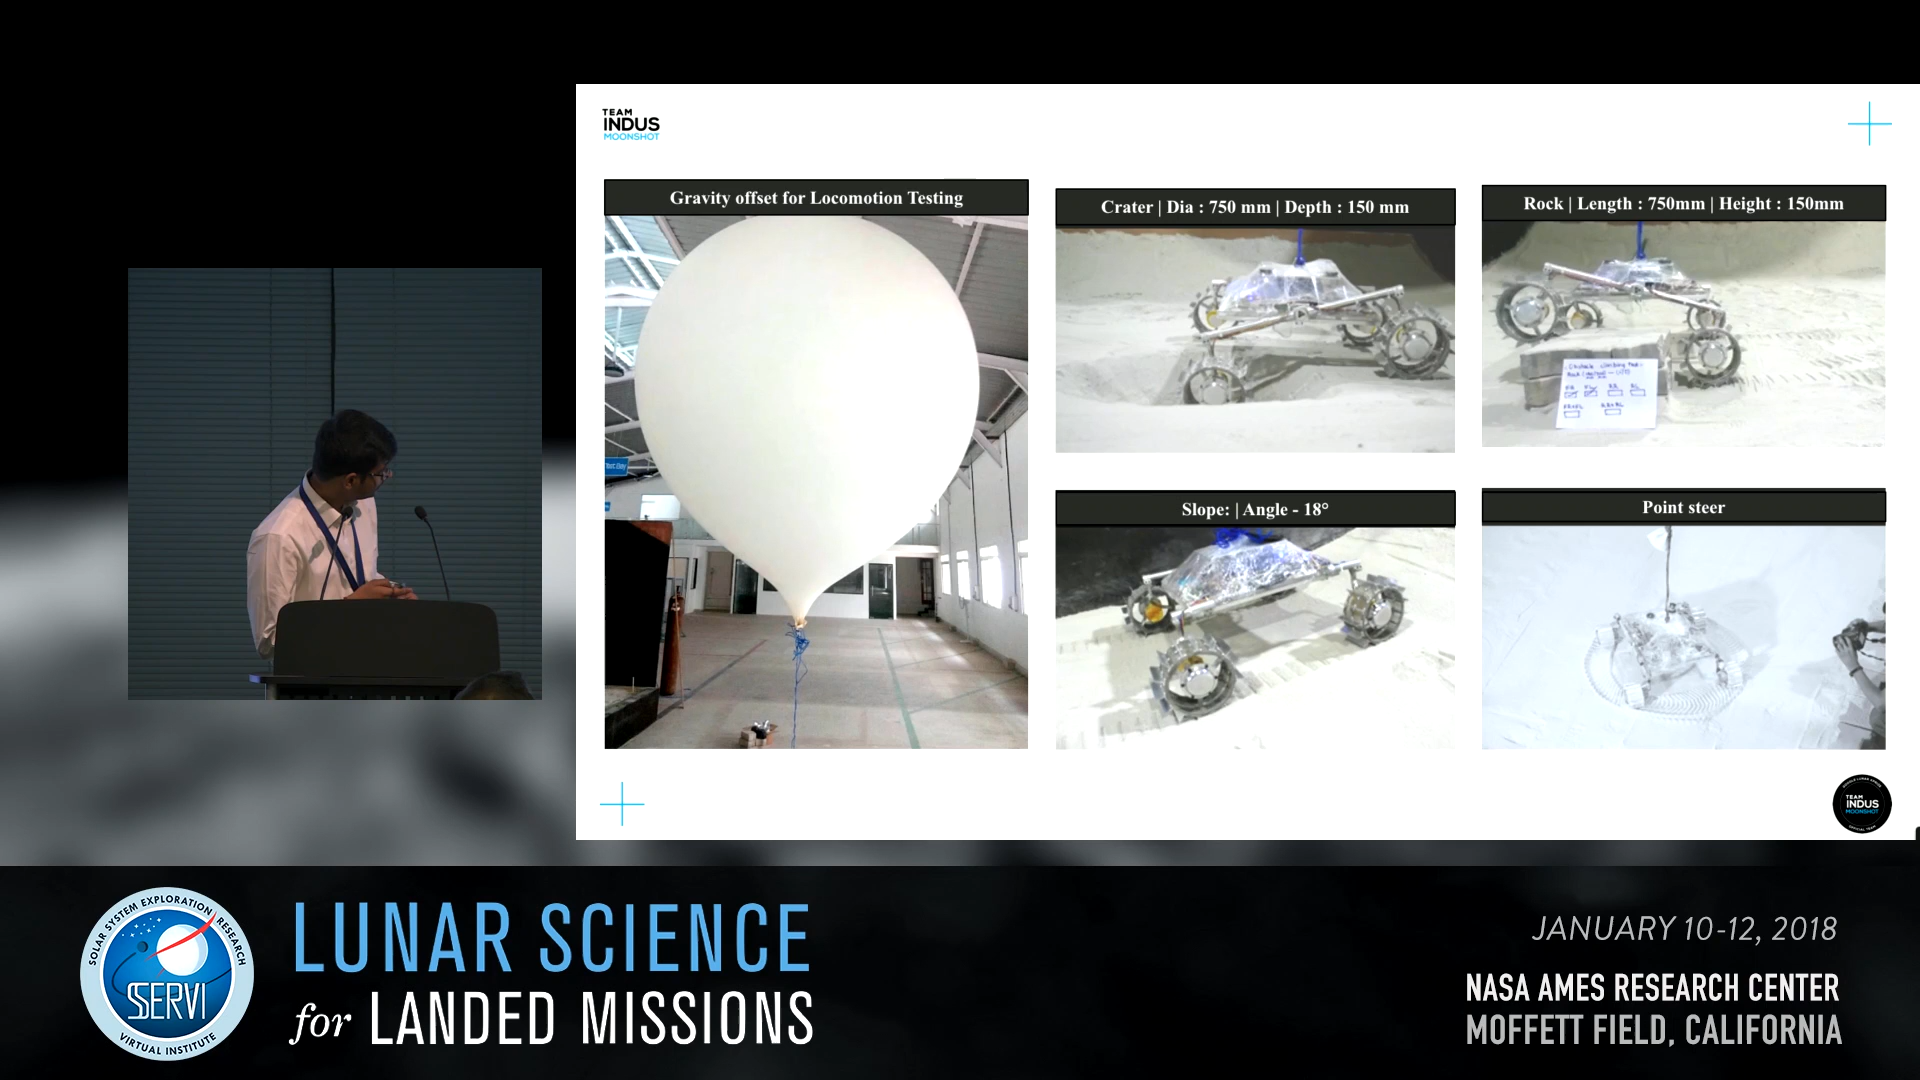 TEAM
INDUS
MOONSHOT
Gravity offset for Locomotion Testing
Crater | Dia : 750 mm | Depth : 150 mm
Rock | Length : 750mm | Height : 150mm
Slope: | Angle - 18°
Point steer
TEAM
INDUS
MOONSHOT
SOLAR SYSTEM EXPLORATION RESEARCH
SSERVI
VIRTUAL INSTITUTE
LUNAR SCIENCE
for LANDED MISSIONS
JANUARY 10-12, 2018
NASA AMES RESEARCH CENTER
MOFFETT FIELD, CALIFORNIA